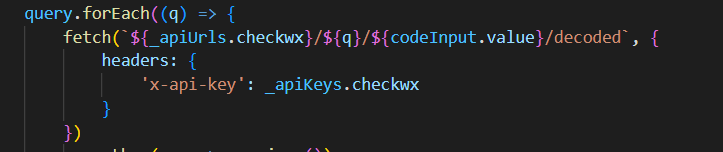 query.forEach((q) => {
fetch(`${_apiUrls.checkwx}/${q}/${codeInput.value}/decoded`, {
headers: {
'x-api-key': _apiKeys.checkwx
}
})